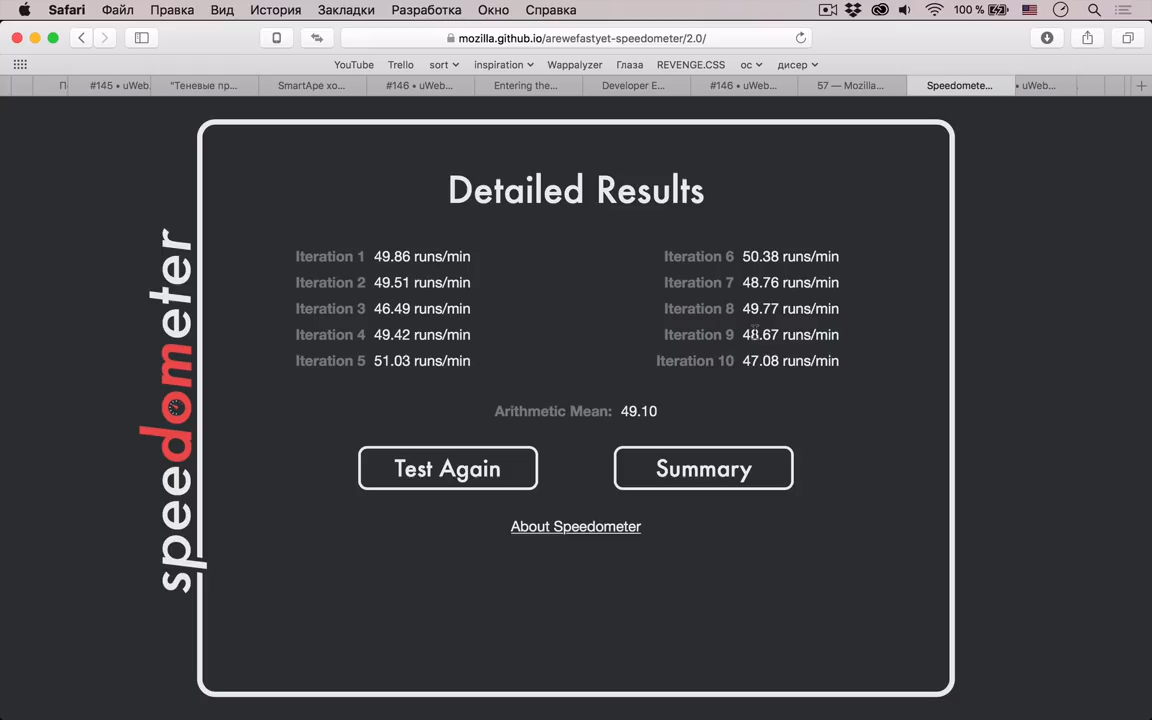 Safari Файл Правка Вид История Закладки Разработка Окно Справка 100 %
mozilla.github.io/arewefastyet-speedometer/2.0/
YouTube Trello sort inspiration Wappalyzer Глаза REVENGE.CSS ос дисер
#145 • uWeb. "Теневые пр... SmartApe хо... #146 • uWeb... Entering the... Developer E... #146 • uWeb... 57 — Mozilla... Speedomete... • uWeb...
speedometer
Detailed Results
Iteration 1 49.86 runs/min Iteration 6 50.38 runs/min
Iteration 2 49.51 runs/min Iteration 7 48.76 runs/min
Iteration 3 46.49 runs/min Iteration 8 49.77 runs/min
Iteration 4 49.42 runs/min Iteration 9 48.67 runs/min
Iteration 5 51.03 runs/min Iteration 10 47.08 runs/min
Arithmetic Mean: 49.10
Test Again Summary
About Speedometer